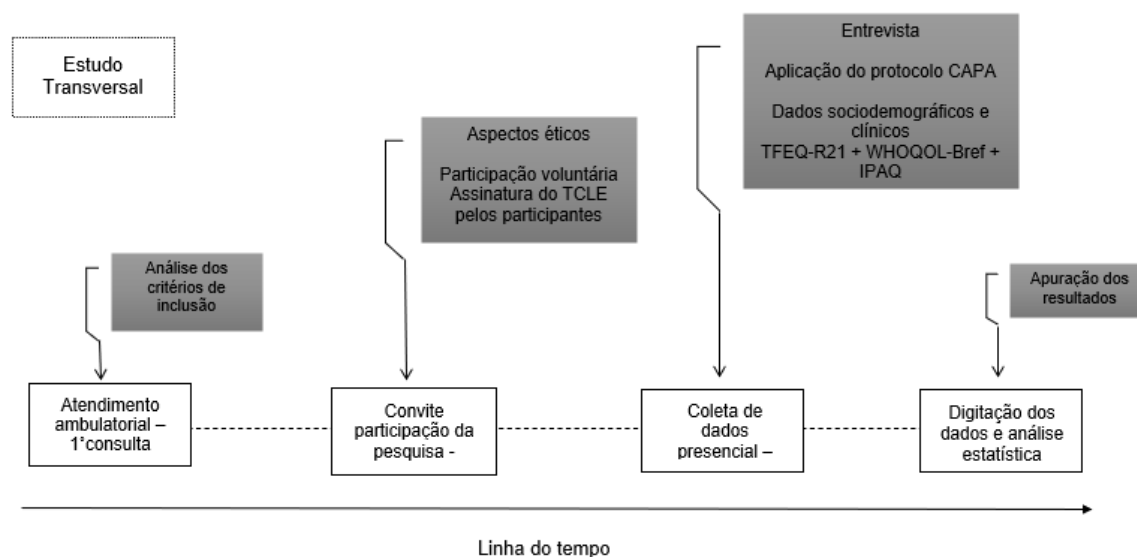 Estudo
Transversal
Entrevista
Aplicação do protocolo CAPA
Dados sociodemográficos e
clínicos
TFEQ-R21 + WHOQOL-Bref +
IPAQ
Aspectos éticos
Participação voluntária
Assinatura do TCLE
pelos participantes
Análise dos
critérios de
inclusão
Apuração dos
resultados
Atendimento
ambulatorial –
1°consulta
Convite
participação da
pesquisa -
Coleta de
dados
presencial –
Digitação dos
dados e análise
estatística
Linha do tempo